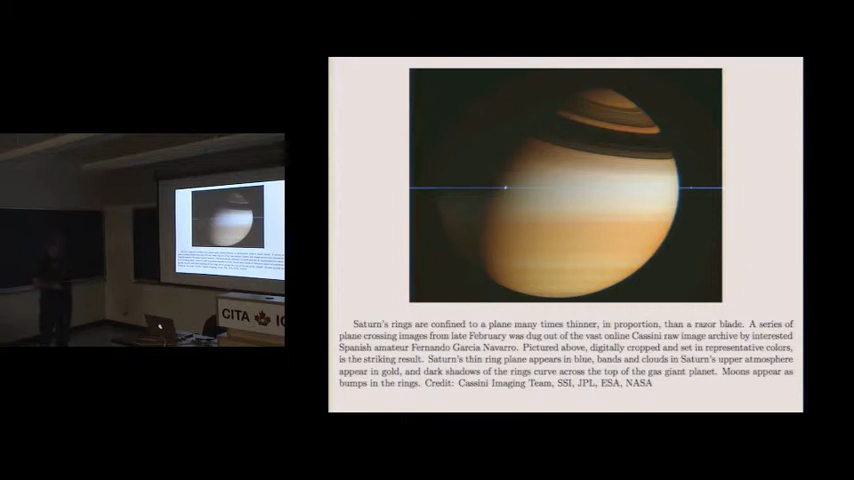 CITA
Saturn's rings are confined to a plane many times thinner, in proportion, than a razor blade. A series of
plane crossing images from late February was dug out of the vast online Cassini raw image archive by interested
Spanish amateur Fernando Garcia Navarro. Pictured above, digitally cropped and set in representative colors,
is the striking result. Saturn's thin ring plane appears in blue, bands and clouds in Saturn's upper atmosphere
appear in gold, and dark shadows of the rings curve across the top of the gas giant planet. Moons appear as
bumps in the rings. Credit: Cassini Imaging Team, SSI, JPL, ESA, NASA